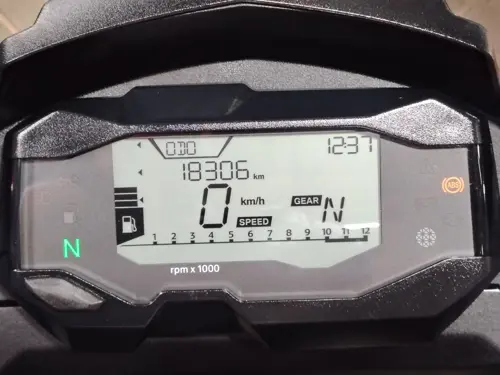 ODO 12:37
18306 km
0 km/h GEAR N
SPEED
ABS
N
1 2 3 4 5 6 7 8 9 10 11 12
rpm x 1000